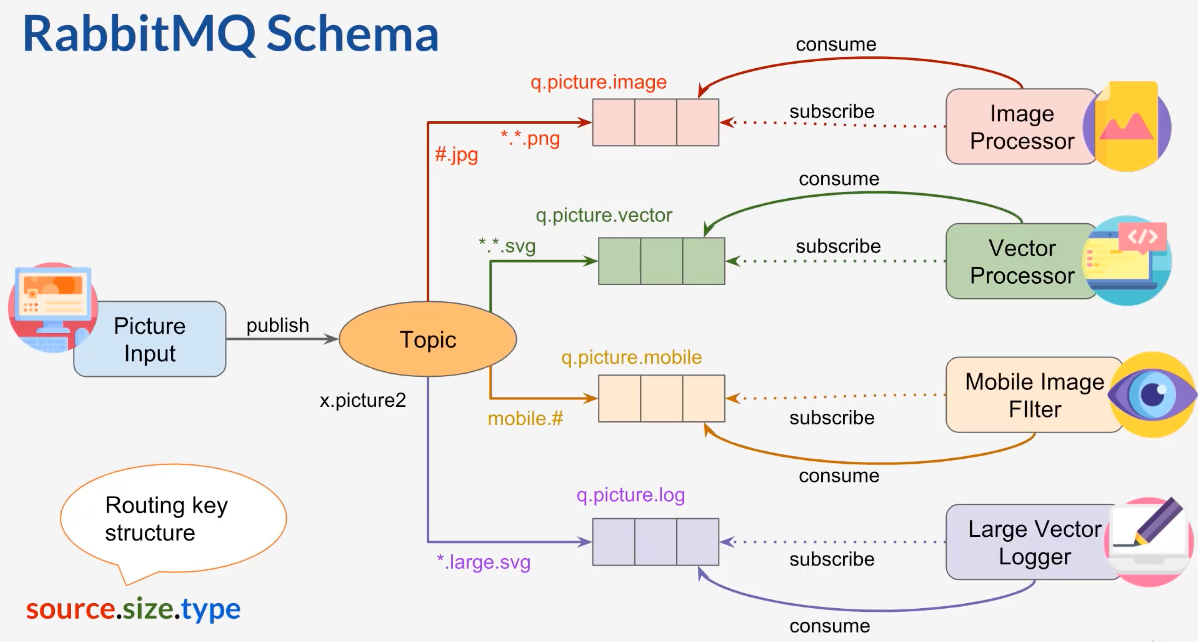 RabbitMQ Schema
consume
q.picture.image
subscribe
Image
Processor
*.*.png
#.jpg
consume
q.picture.vector
*.*.svg
subscribe
Vector
Processor
</>
Picture
Input
publish
Topic
x.picture2
q.picture.mobile
mobile.#
subscribe
Mobile Image
FIlter
consume
q.picture.log
*.large.svg
subscribe
Large Vector
Logger
consume
Routing key
structure
source.size.type